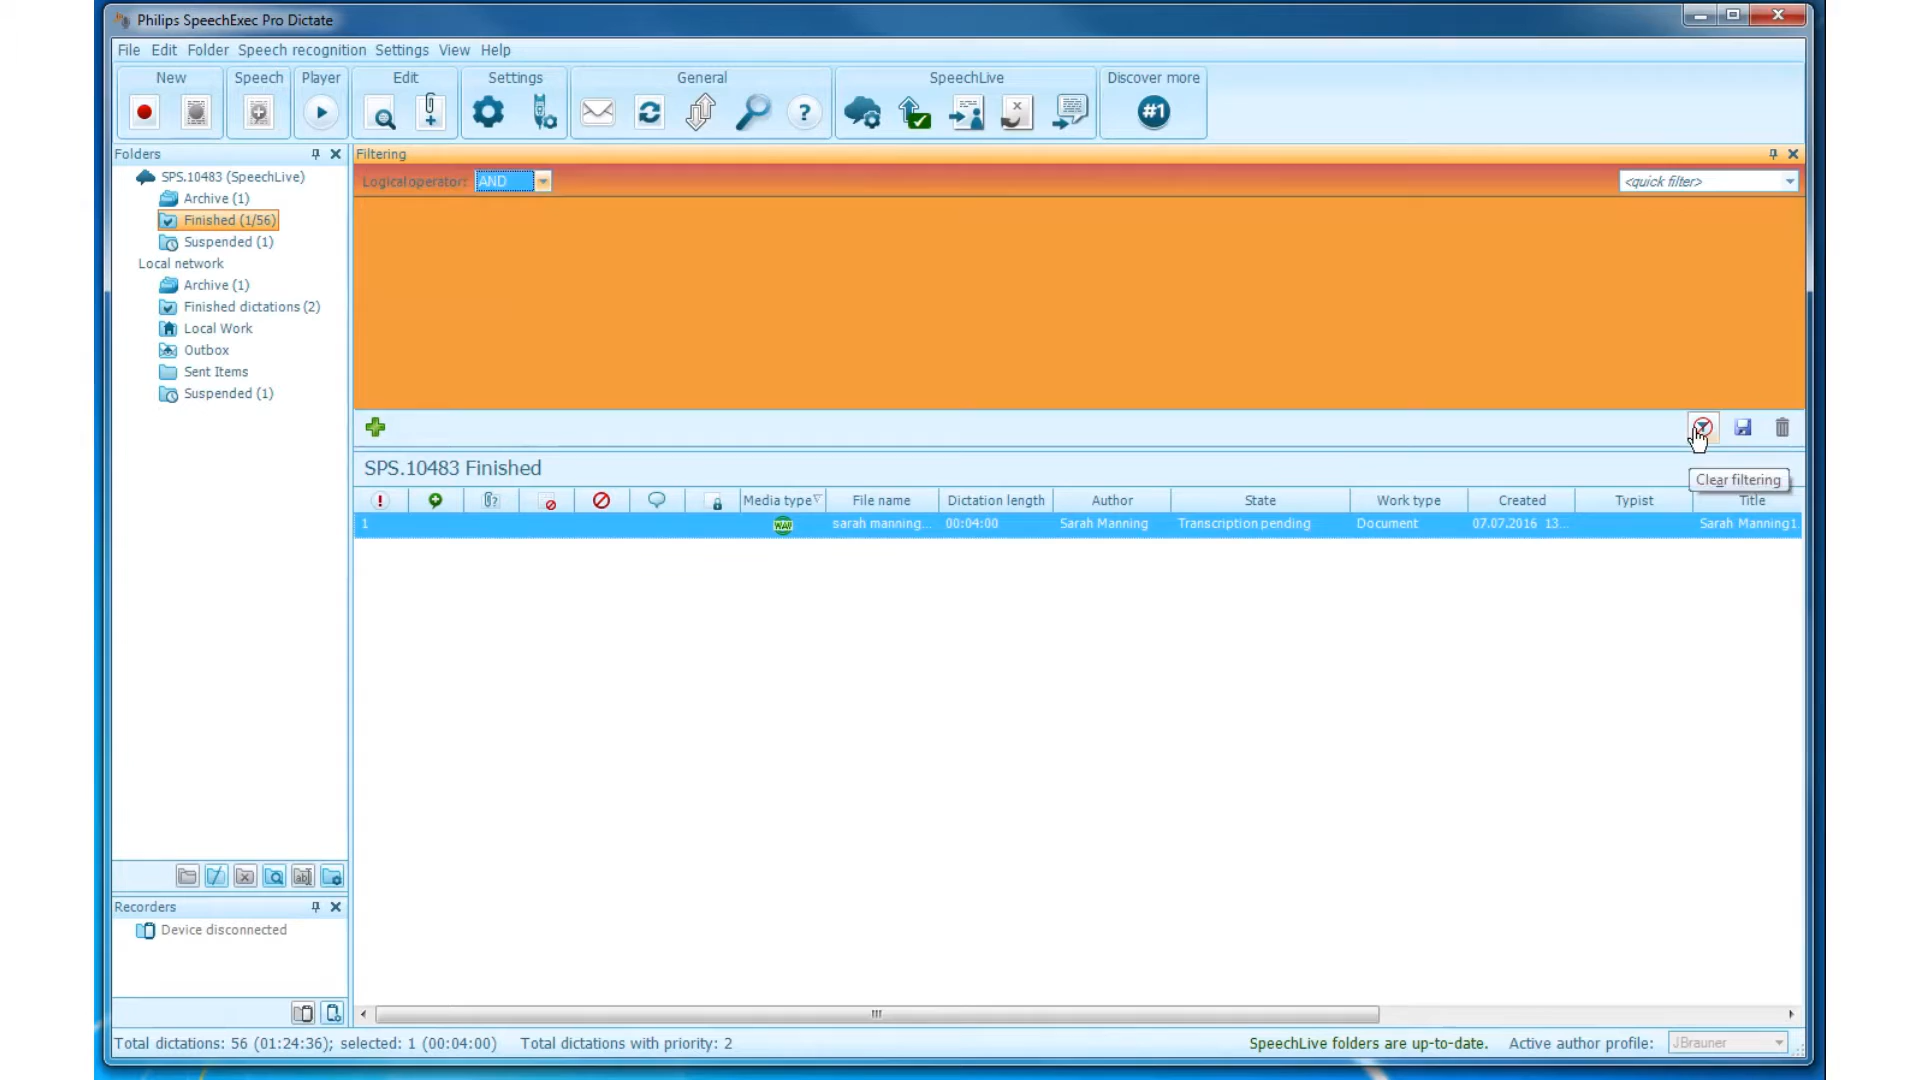 Philips SpeechExec Pro Dictate
File Edit Folder Speech recognition Settings View Help
New Speech Player Edit Settings General SpeechLive Discover more
? #1
Folders
SPS.10483 (SpeechLive)
Archive (1)
Finished (1/56)
Suspended (1)
Local network
Archive (1)
Finished dictations (2)
Local Work
Outbox
Sent Items
Suspended (1)
Filtering
Logical operator: AND <quick filter>
Clear filtering
SPS.10483 Finished
Media type File name Dictation length Author State Work type Created Typist Title
1 WAV sarah manning... 00:04:00 Sarah Manning Transcription pending Document 07.07.2016 13... Sarah Manning1
Recorders
Device disconnected
Total dictations: 56 (01:24:36); selected: 1 (00:04:00) Total dictations with priority: 2 SpeechLive folders are up-to-date. Active author profile: JBrauner